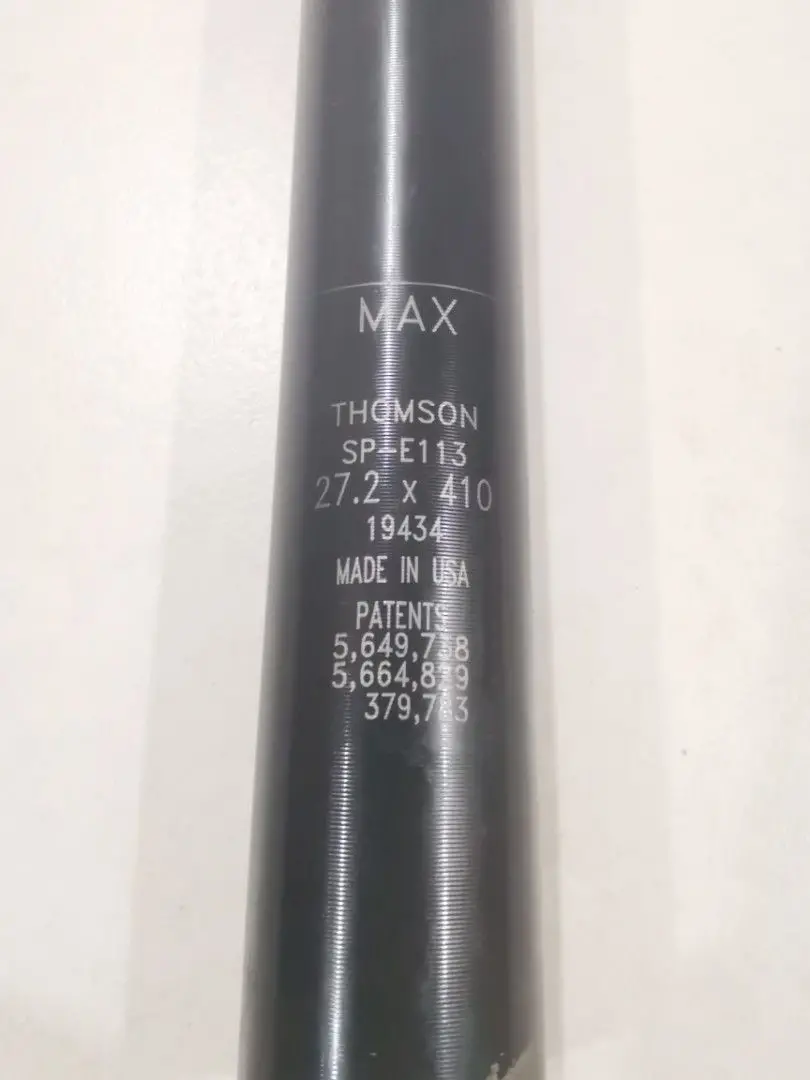 MAX
THOMSON
SP-E113
27.2 x 410
19434
MADE IN USA
PATENTS
5,649,738
5,664,829
379,743